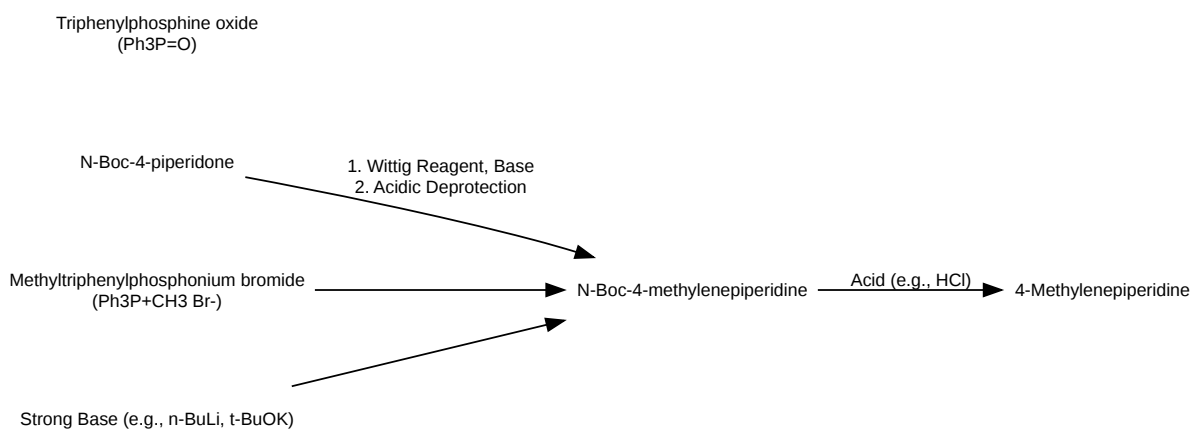 Triphenylphosphine oxide
(Ph3P=O)
N-Boc-4-piperidone
1. Wittig Reagent, Base
2. Acidic Deprotection
Methyltriphenylphosphonium bromide
(Ph3P+CH3 Br-)
N-Boc-4-methylenepiperidine
Acid (e.g., HCl)
4-Methylenepiperidine
Strong Base (e.g., n-BuLi, t-BuOK)